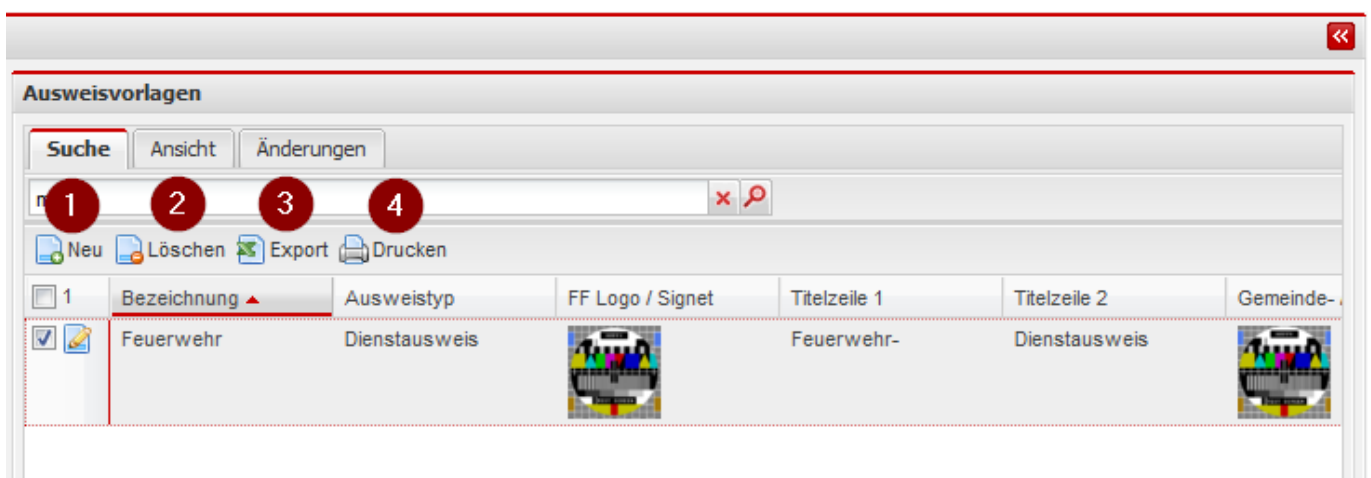 Ausweisvorlagen
Suche Ansicht Änderungen
1 2 3 4
Neu Löschen Export Drucken
1 Bezeichnung Ausweistyp FF Logo / Signet Titelzeile 1 Titelzeile 2 Gemeinde-
Feuerwehr Dienstausweis Feuerwehr- Dienstausweis